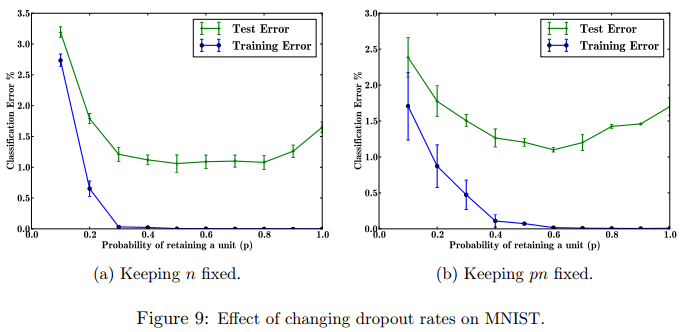 3.5
3.0
2.5
2.0
1.5
1.0
0.5
0.0
0.0 0.2 0.4 0.6 0.8 1.0
Classification Error %
Probability of retaining a unit (p)
Test Error
Training Error
(a) Keeping n fixed.
3.0
2.5
2.0
1.5
1.0
0.5
0.0
0.0 0.2 0.4 0.6 0.8 1.0
Classification Error %
Probability of retaining a unit (p)
Test Error
Training Error
(b) Keeping pn fixed.
Figure 9: Effect of changing dropout rates on MNIST.